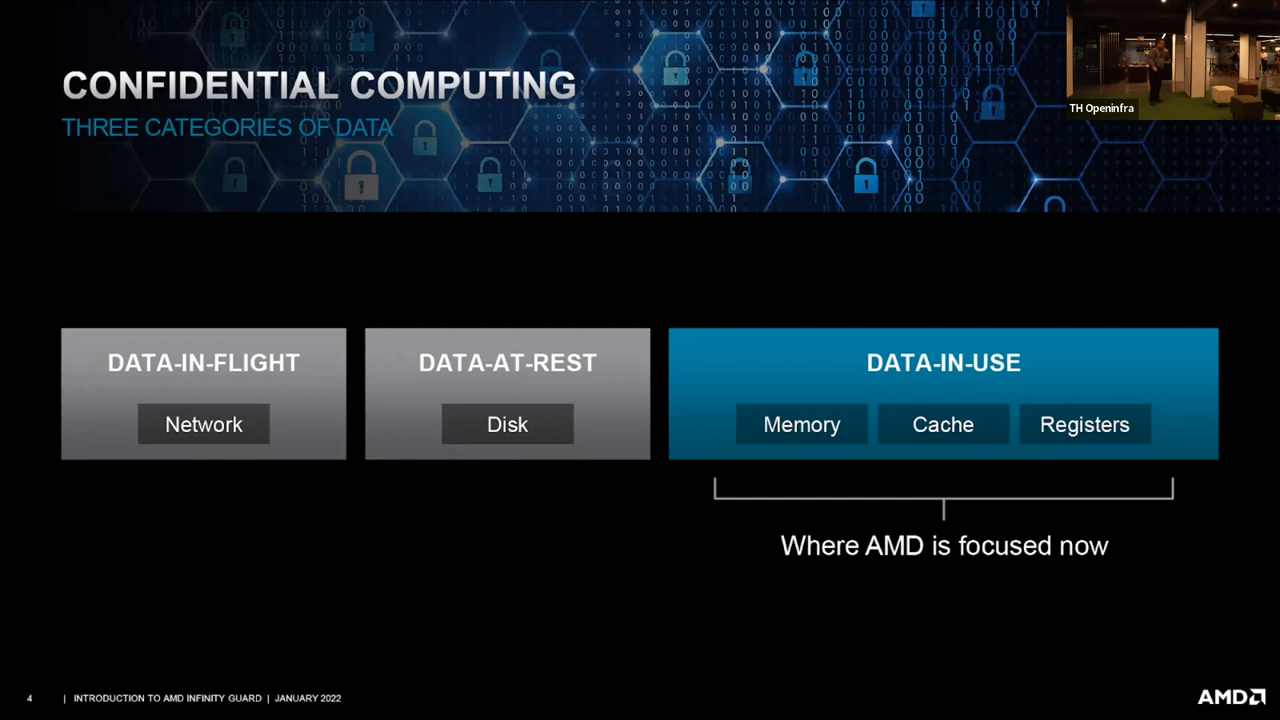 CONFIDENTIAL COMPUTING
THREE CATEGORIES OF DATA
TH Openinfra
DATA-IN-FLIGHT
Network
DATA-AT-REST
Disk
DATA-IN-USE
Memory
Cache
Registers
Where AMD is focused now
4 | INTRODUCTION TO AMD INFINITY GUARD | JANUARY 2022
AMD